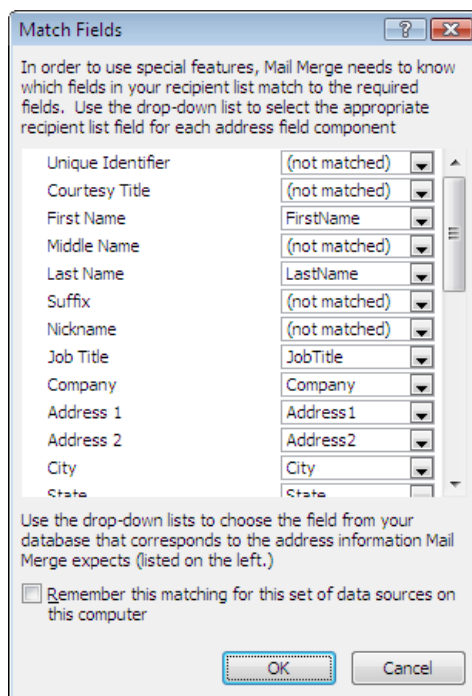 Match Fields
In order to use special features, Mail Merge needs to know
which fields in your recipient list match to the required
fields. Use the drop-down list to select the appropriate
recipient list field for each address field component
Unique Identifier (not matched)
Courtesy Title (not matched)
First Name FirstName
Middle Name (not matched)
Last Name LastName
Suffix (not matched)
Nickname (not matched)
Job Title JobTitle
Company Company
Address 1 Address1
Address 2 Address2
City City
State State
Use the drop-down lists to choose the field from your
database that corresponds to the address information Mail
Merge expects (listed on the left.)
Remember this matching for this set of data sources on
this computer
OK Cancel